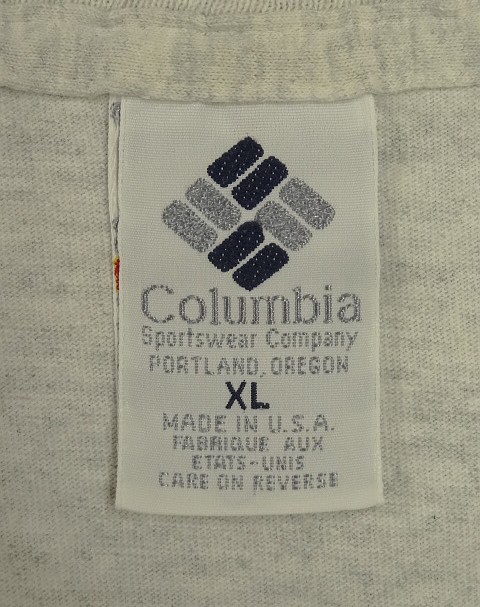 Columbia
Sportswear Company
PORTLAND, OREGON
XL
MADE IN U.S.A.
FABRIQUE AUX
ETATS-UNIS
CARE ON REVERSE